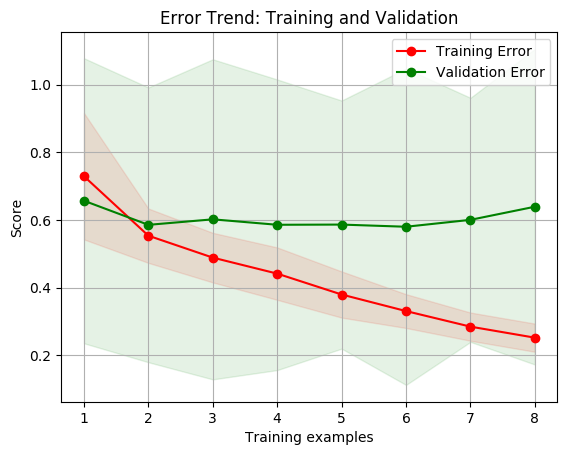 Error Trend: Training and Validation
Training Error
Validation Error
Score
1.0
0.8
0.6
0.4
0.2
1 2 3 4 5 6 7 8
Training examples